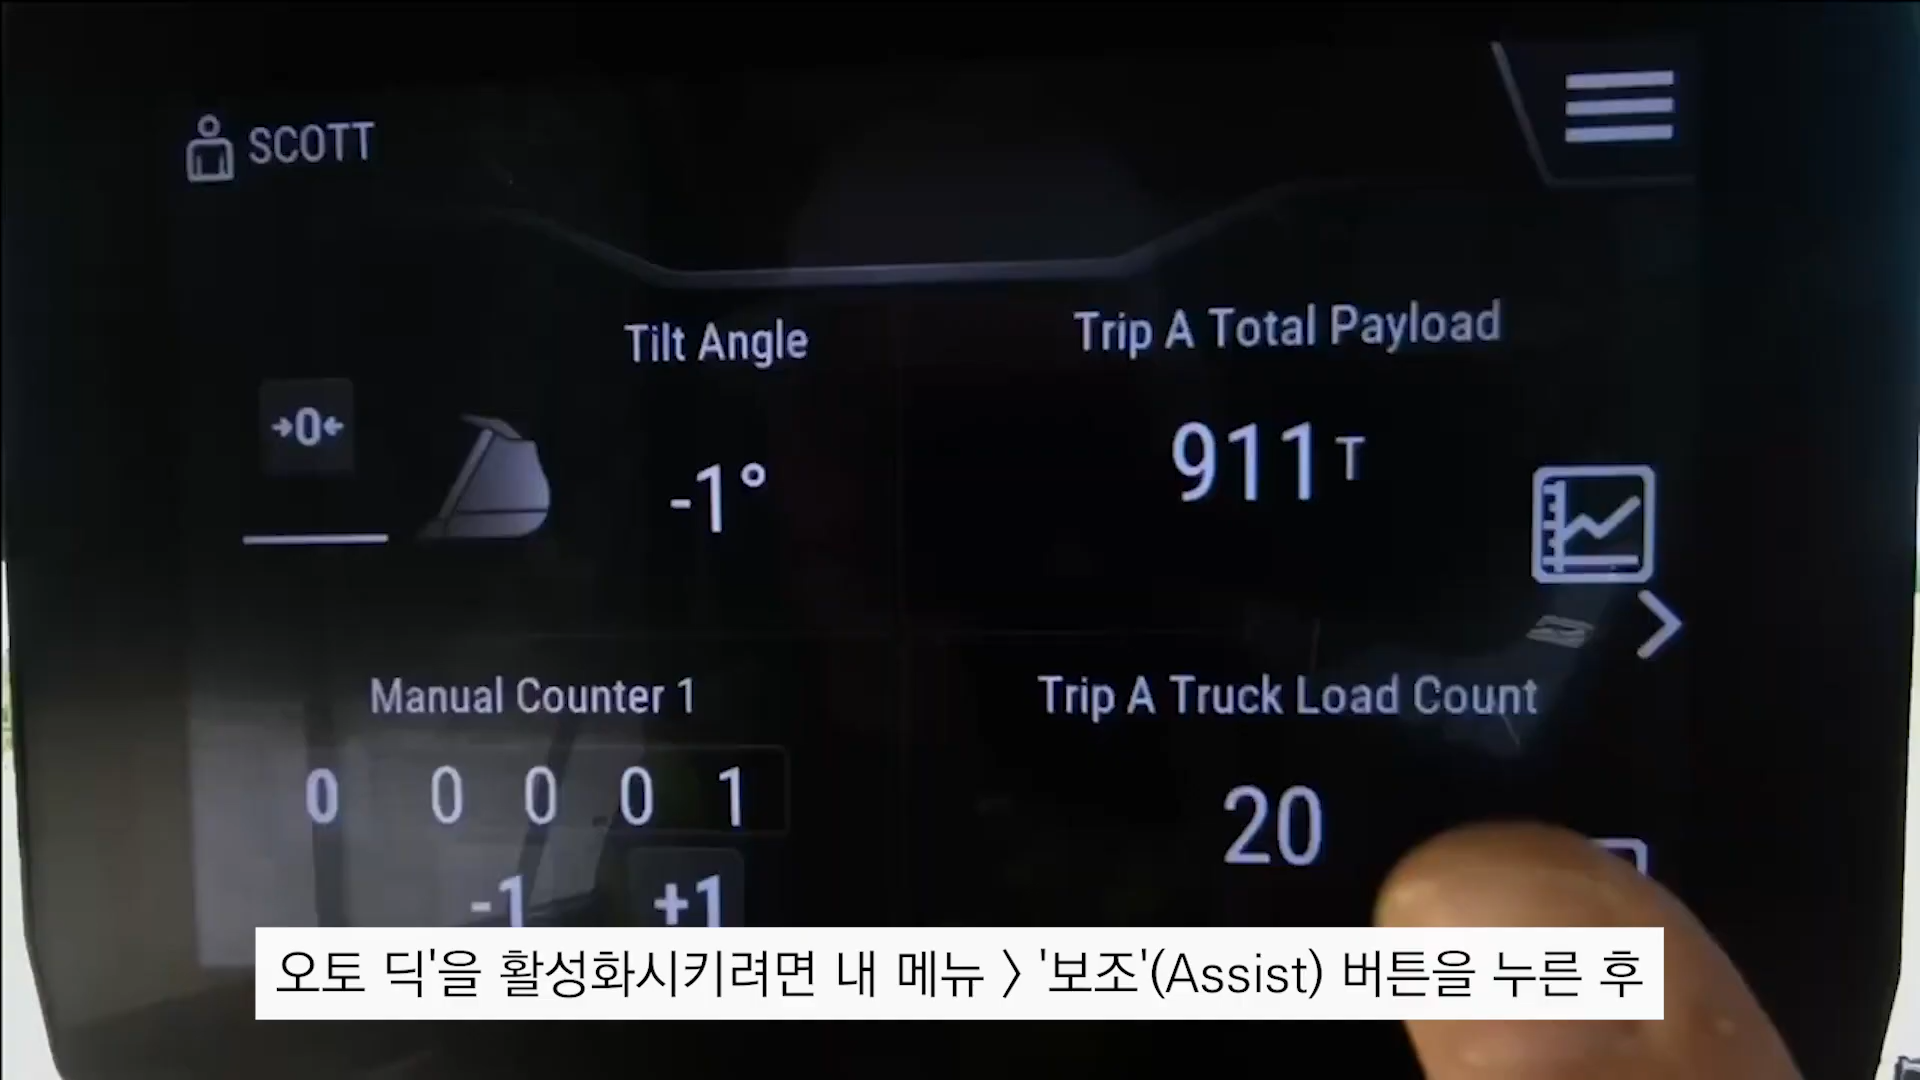 SCOTT
Tilt Angle
→0←
-1°
Trip A Total Payload
911 T
Manual Counter 1
0 0 0 0 1
-1 +1
Trip A Truck Load Count
20
오토 딕'을 활성화시키려면 내 메뉴 > '보조'(Assist) 버튼을 누른 후